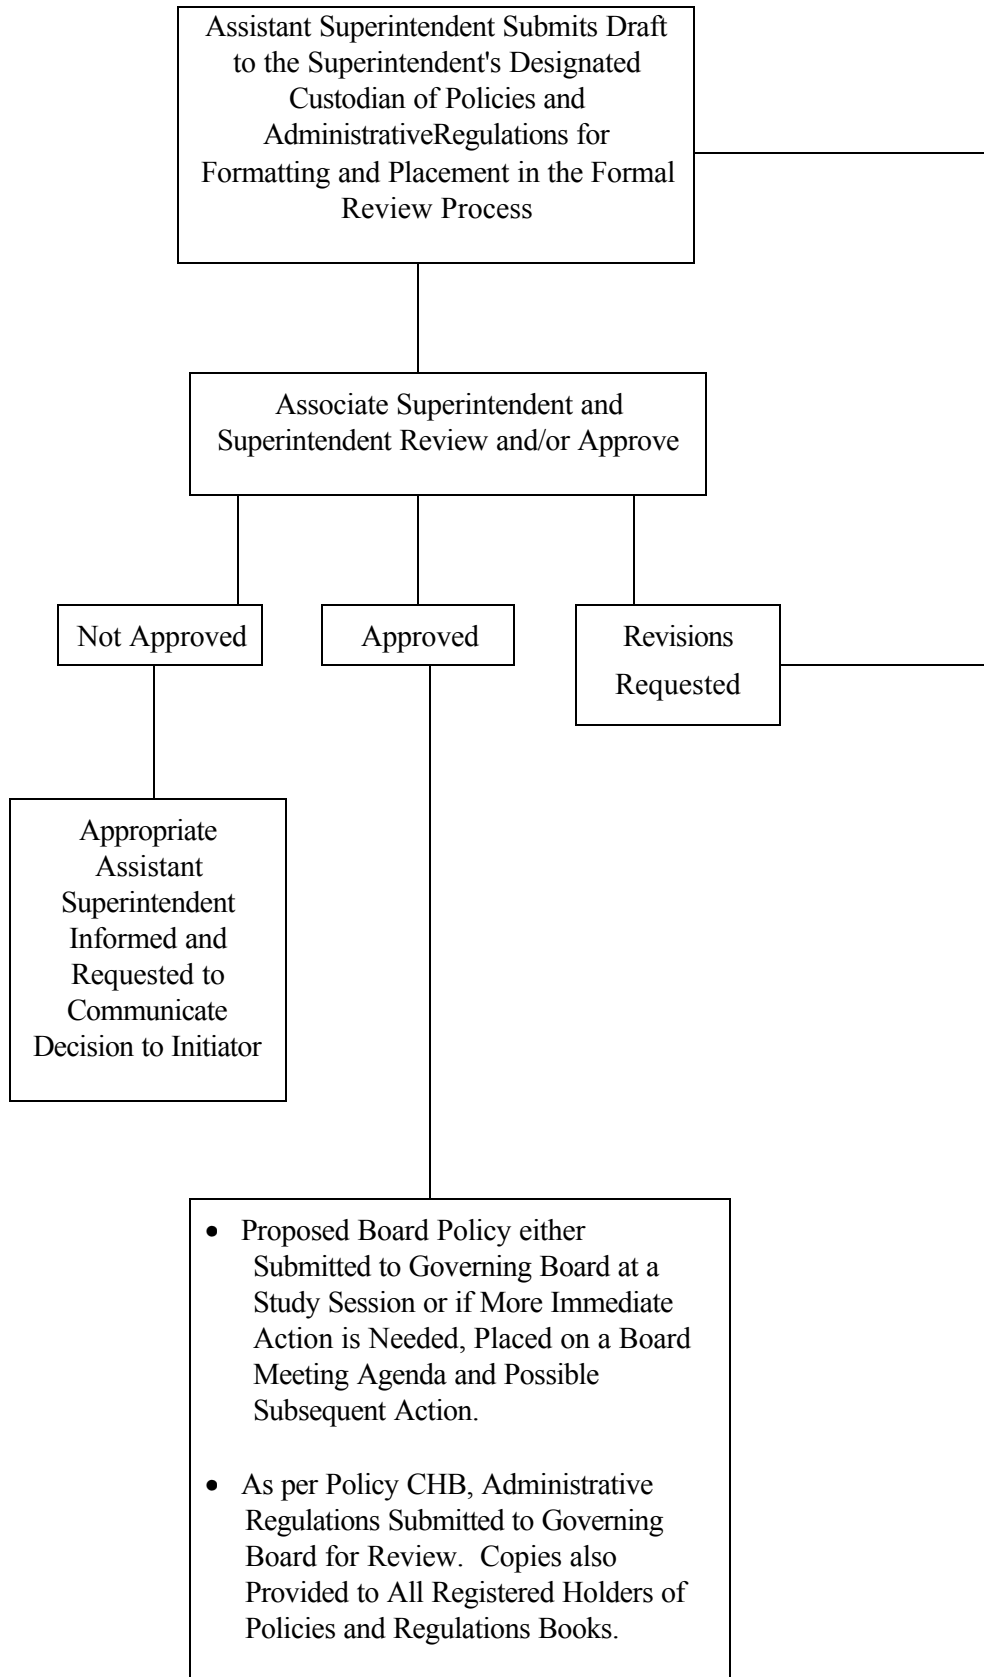 Assistant Superintendent Submits Draft
to the Superintendent's Designated
Custodian of Policies and
AdministrativeRegulations for
Formatting and Placement in the Formal
Review Process
Associate Superintendent and
Superintendent Review and/or Approve
Not Approved
Approved
Revisions
Requested
Appropriate
Assistant
Superintendent
Informed and
Requested to
Communicate
Decision to Initiator
• Proposed Board Policy either
Submitted to Governing Board at a
Study Session or if More Immediate
Action is Needed, Placed on a Board
Meeting Agenda and Possible
Subsequent Action.
• As per Policy CHB, Administrative
Regulations Submitted to Governing
Board for Review.  Copies also
Provided to All Registered Holders of
Policies and Regulations Books.